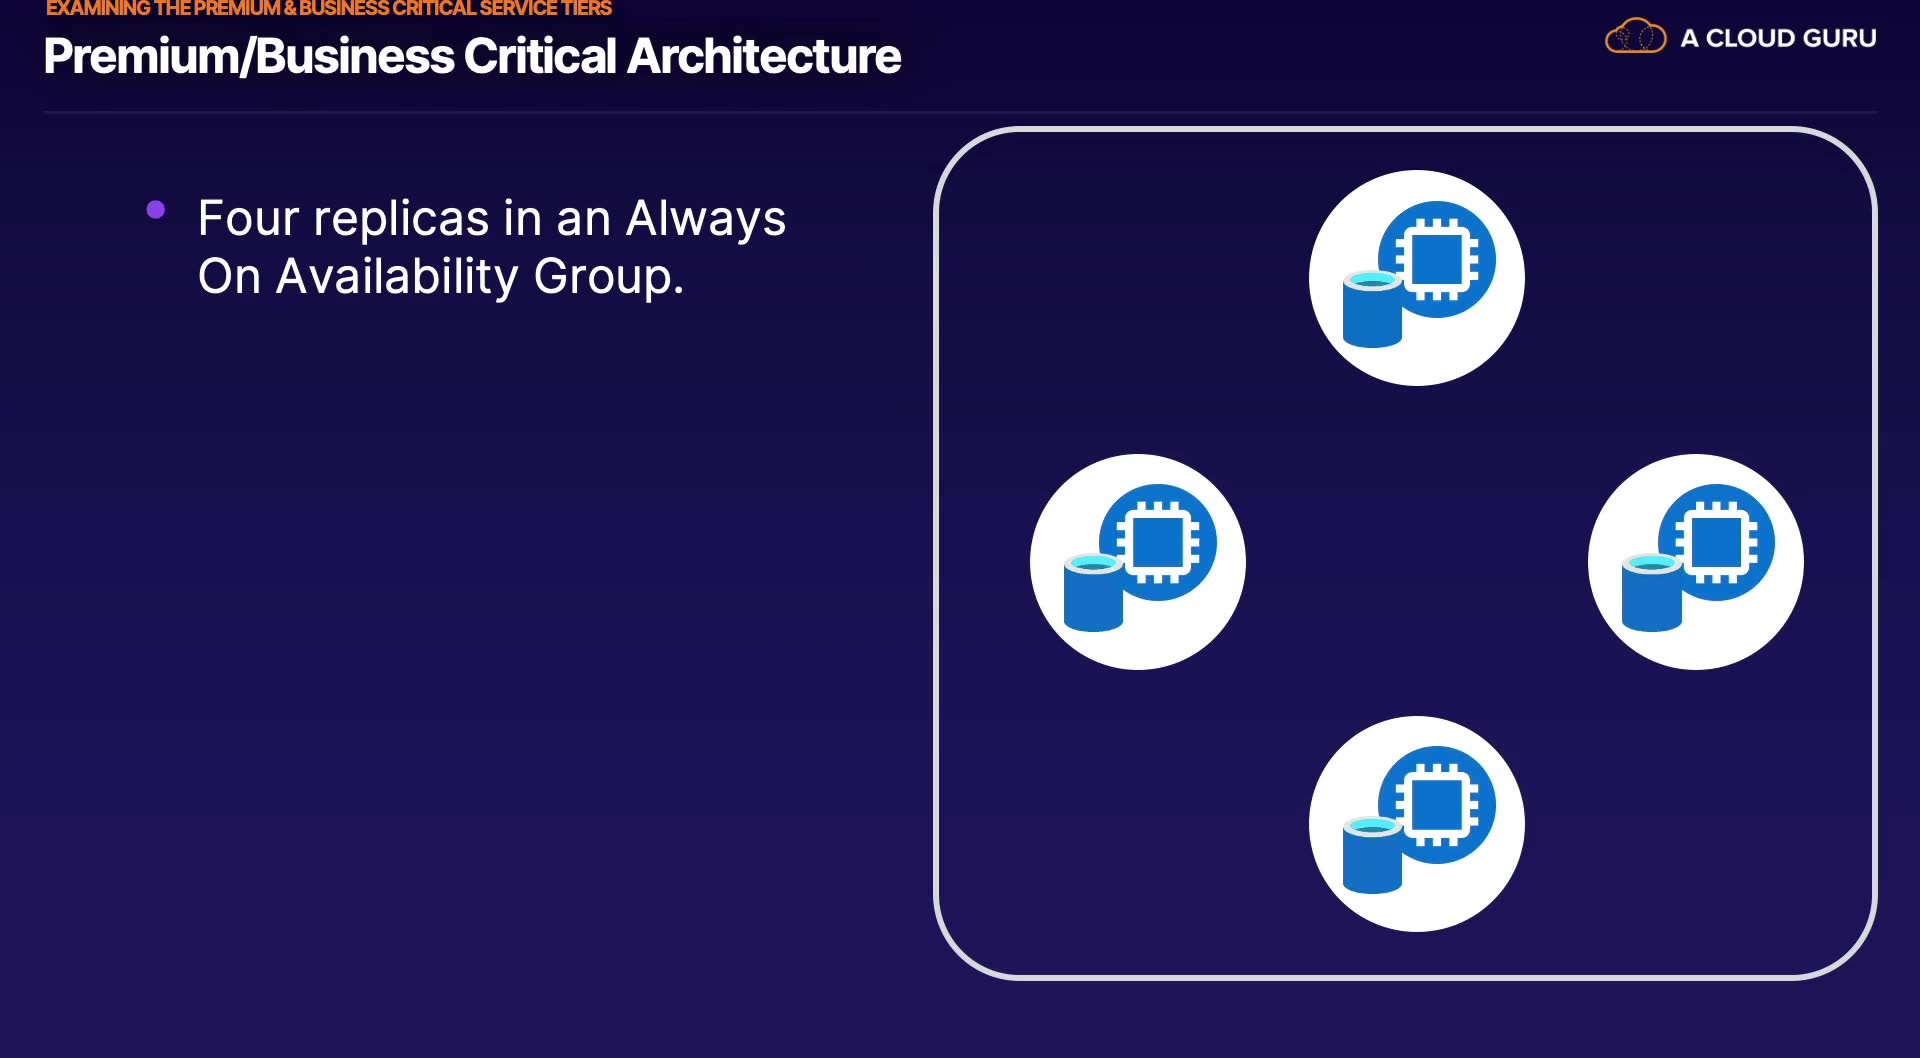 EXAMINING THE PREMIUM & BUSINESS CRITICAL SERVICE TIERS
Premium/Business Critical Architecture
A CLOUD GURU
Four replicas in an Always
On Availability Group.